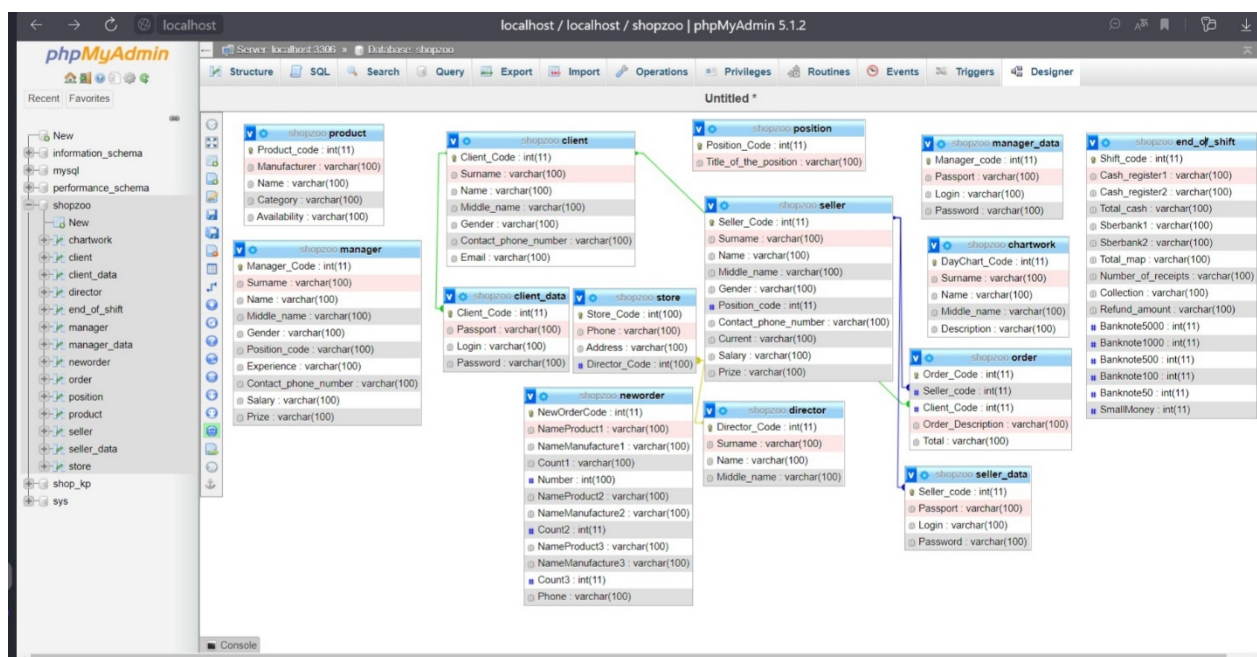 localhost
localhost / localhost / shopzoo | phpMyAdmin 5.1.2
phpMyAdmin
Recent Favorites
New
information_schema
mysql
performance_schema
shopzoo
New
chartwork
client
client_data
director
end_of_shift
manager
manager_data
neworder
order
position
product
seller
seller_data
store
shop_kp
sys
Server: localhost:3306 » Database: shopzoo
Structure SQL Search Query Export Import Operations Privileges Routines Events Triggers Designer
Untitled *
shopzoo product
Product_code : int(11)
Manufacturer : varchar(100)
Name : varchar(100)
Category : varchar(100)
Availability : varchar(100)
shopzoo manager
Manager_Code : int(11)
Surname : varchar(100)
Name : varchar(100)
Middle_name : varchar(100)
Gender : varchar(100)
Position_code : varchar(100)
Experience : varchar(100)
Contact_phone_number : varchar(100)
Salary : varchar(100)
Prize : varchar(100)
shopzoo client
Client_Code : int(11)
Surname : varchar(100)
Name : varchar(100)
Middle_name : varchar(100)
Gender : varchar(100)
Contact_phone_number : varchar(100)
Email : varchar(100)
shopzoo client_data
Client_Code : int(11)
Passport : varchar(100)
Login : varchar(100)
Password : varchar(100)
shopzoo store
Store_Code : int(100)
Phone : varchar(100)
Address : varchar(100)
Director_Code : int(100)
shopzoo neworder
NewOrderCode : int(11)
NameProduct1 : varchar(100)
NameManufacture1 : varchar(100)
Count1 : varchar(100)
Number : int(100)
NameProduct2 : varchar(100)
NameManufacture2 : varchar(100)
Count2 : int(11)
NameProduct3 : varchar(100)
NameManufacture3 : varchar(100)
Count3 : int(11)
Phone : varchar(100)
shopzoo position
Position_Code : int(11)
Title_of_the_position : varchar(100)
shopzoo seller
Seller_Code : int(11)
Surname : varchar(100)
Name : varchar(100)
Middle_name : varchar(100)
Gender : varchar(100)
Position_code : int(11)
Contact_phone_number : varchar(100)
Current : varchar(100)
Salary : varchar(100)
Prize : varchar(100)
shopzoo director
Director_Code : int(11)
Surname : varchar(100)
Name : varchar(100)
Middle_name : varchar(100)
shopzoo manager_data
Manager_code : int(11)
Passport : varchar(100)
Login : varchar(100)
Password : varchar(100)
shopzoo chartwork
DayChart_Code : int(11)
Surname : varchar(100)
Name : varchar(100)
Middle_name : varchar(100)
Description : varchar(100)
shopzoo order
Order_Code : int(11)
Seller_code : int(11)
Client_Code : int(11)
Order_Description : varchar(100)
Total : varchar(100)
shopzoo seller_data
Seller_code : int(11)
Passport : varchar(100)
Login : varchar(100)
Password : varchar(100)
shopzoo end_of_shift
Shift_code : int(11)
Cash_register1 : varchar(100)
Cash_register2 : varchar(100)
Total_cash : varchar(100)
Sberbank1 : varchar(100)
Sberbank2 : varchar(100)
Total_map : varchar(100)
Number_of_receipts : varchar(100)
Collection : varchar(100)
Refund_amount : varchar(100)
Banknote5000 : int(11)
Banknote1000 : int(11)
Banknote500 : int(11)
Banknote100 : int(11)
Banknote50 : int(11)
SmallMoney : int(11)
Console